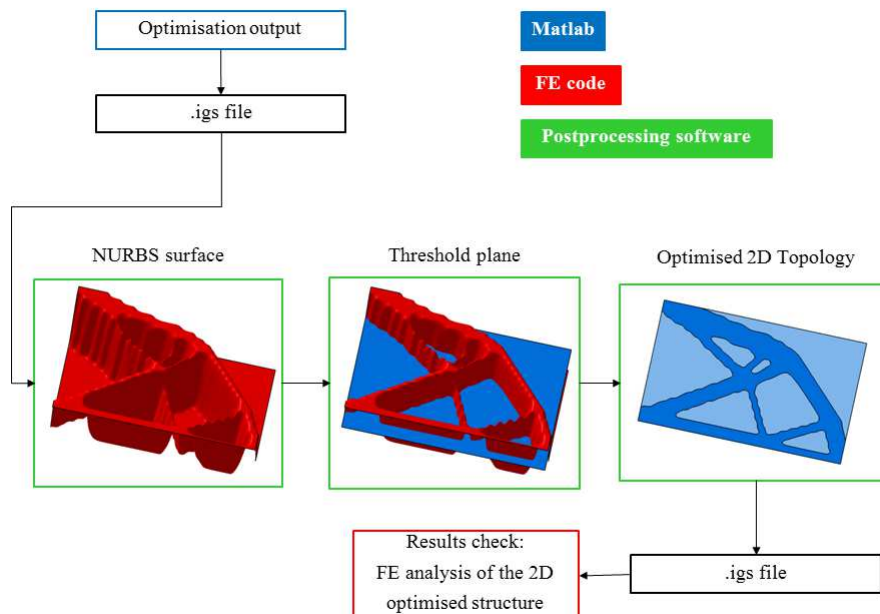 Optimisation output
Matlab
FE code
.igs file
Postprocessing software
NURBS surface
Threshold plane
Optimised 2D Topology
Results check:
FE analysis of the 2D
optimised structure
.igs file